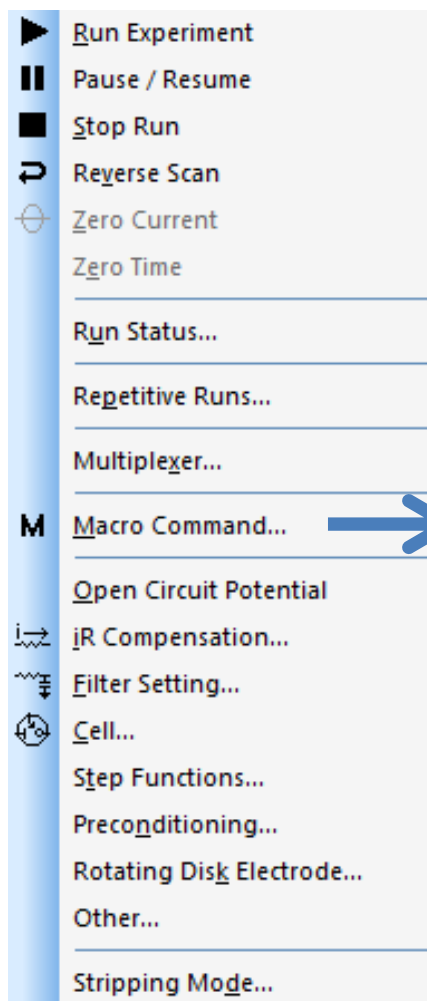 Run Experiment
Pause / Resume
Stop Run
Reverse Scan
Zero Current
Zero Time
Run Status...
Repetitive Runs...
Multiplexer...
M Macro Command...
Open Circuit Potential
i iR Compensation...
Filter Setting...
Cell...
Step Functions...
Preconditioning...
Rotating Disk Electrode...
Other...
Stripping Mode...